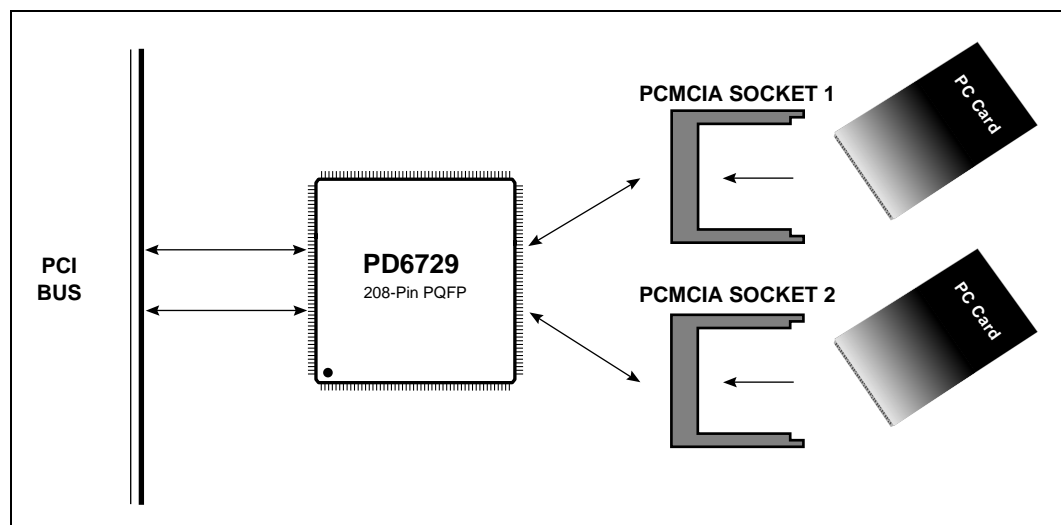 PCI
BUS
PD6729
208-Pin PQFP
PCMCIA SOCKET 1
PC Card
PCMCIA SOCKET 2
PC Card